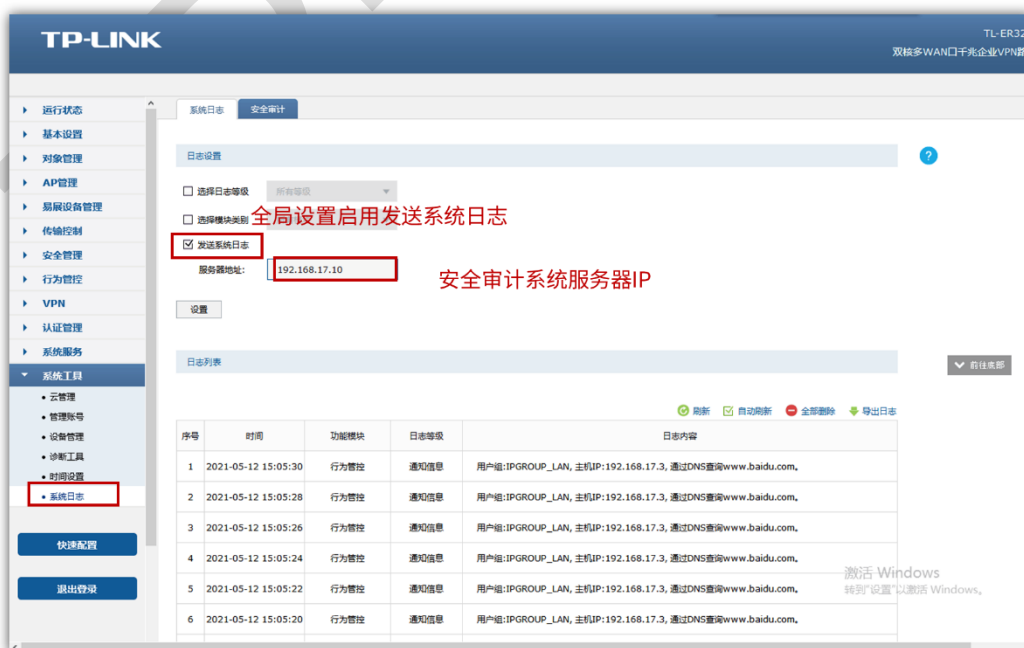 TP-LINK
TL-ER32
双核多WAN口千兆企业VPN路
运行状态
基本设置
对象管理
AP管理
易展设备管理
传输控制
安全管理
行为管控
VPN
认证管理
系统服务
系统工具
云管理
管理账号
设备管理
诊断工具
时间设置
系统日志
快速配置
退出登录
系统日志 安全审计
日志设置
?
选择日志等级 所有等级
选择模块类别
全局设置启用发送系统日志
发送系统日志
服务器地址: 192.168.17.10
安全审计系统服务器IP
设置
日志列表
前往底部
刷新 自动刷新 全部删除 导出日志
序号 时间 功能模块 日志等级 日志内容
1 2021-05-12 15:05:30 行为管控 通知信息 用户组:IPGROUP_LAN, 主机IP:192.168.17.3, 通过DNS查询www.baidu.com。
2 2021-05-12 15:05:28 行为管控 通知信息 用户组:IPGROUP_LAN, 主机IP:192.168.17.3, 通过DNS查询www.baidu.com。
3 2021-05-12 15:05:26 行为管控 通知信息 用户组:IPGROUP_LAN, 主机IP:192.168.17.3, 通过DNS查询www.baidu.com。
4 2021-05-12 15:05:24 行为管控 通知信息 用户组:IPGROUP_LAN, 主机IP:192.168.17.3, 通过DNS查询www.baidu.com。
5 2021-05-12 15:05:22 行为管控 通知信息 用户组:IPGROUP_LAN, 主机IP:192.168.17.3, 通过DNS查询www.baidu.com。
6 2021-05-12 15:05:20 行为管控 通知信息 用户组:IPGROUP_LAN, 主机IP:192.168.17.3, 通过DNS查询www.baidu.com。
激活 Windows
转到"设置"以激活 Windows。